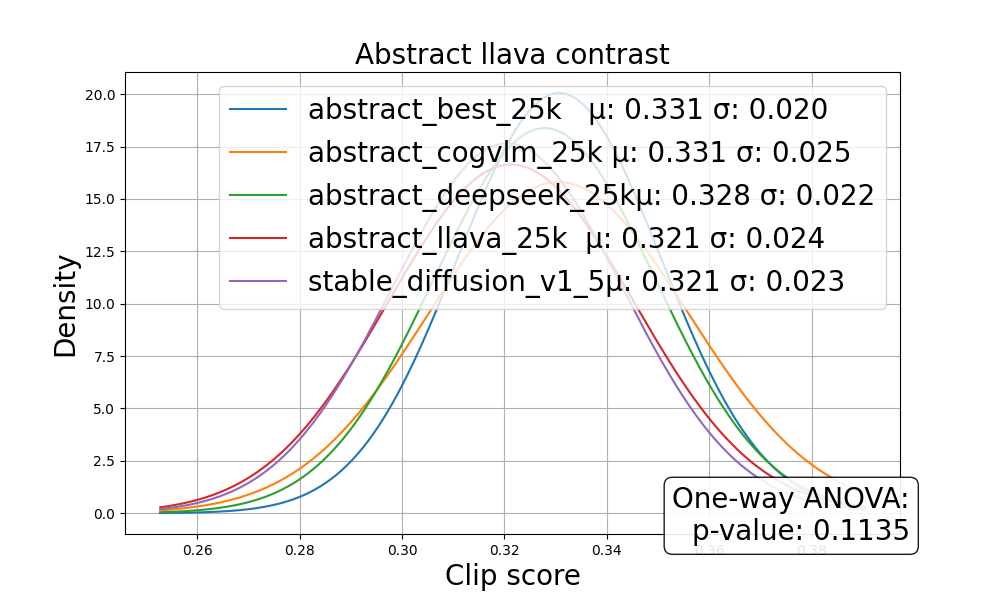 Abstract llava contrast
abstract_best_25k μ: 0.331 σ: 0.020
abstract_cogvlm_25k μ: 0.331 σ: 0.025
abstract_deepseek_25kμ: 0.328 σ: 0.022
abstract_llava_25k μ: 0.321 σ: 0.024
stable_diffusion_v1_5μ: 0.321 σ: 0.023
Density
20.0
17.5
15.0
12.5
10.0
7.5
5.0
2.5
0.0
One-way ANOVA:
p-value: 0.1135
0.26 0.28 0.30 0.32 0.34 0.36 0.38
Clip score